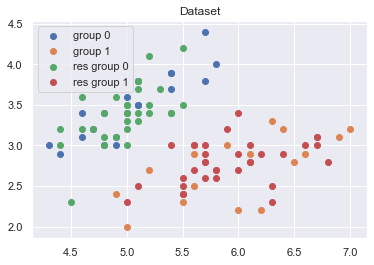 Dataset
4.5
4.0
3.5
3.0
2.5
2.0
group 0
group 1
res group 0
res group 1
4.5 5.0 5.5 6.0 6.5 7.0